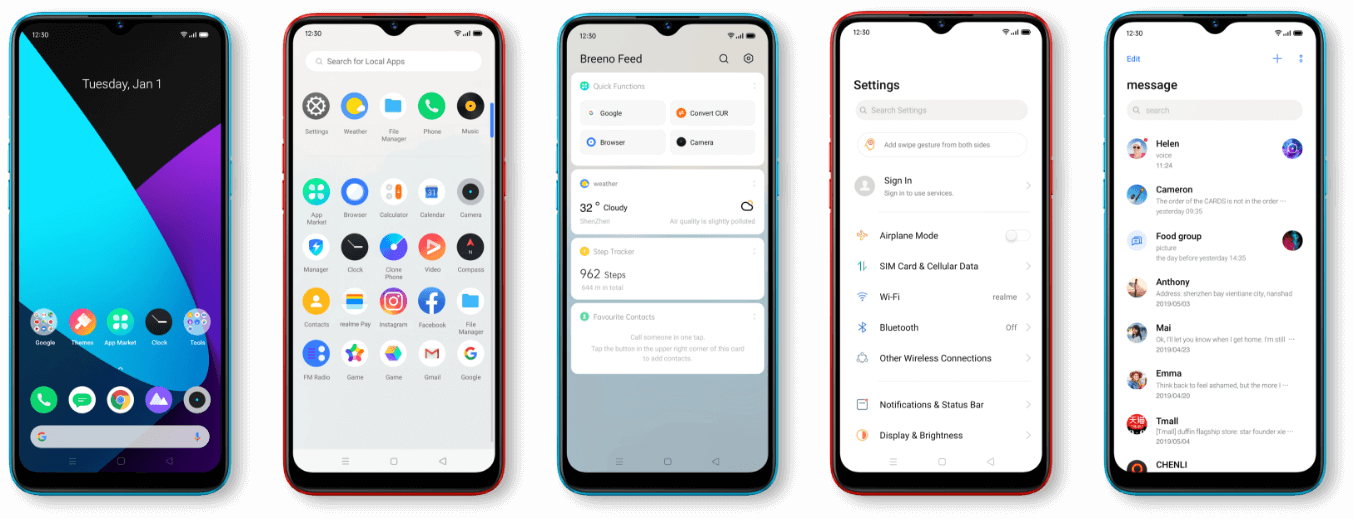 12:30
Tuesday, Jan 1
Google
Themes
App Market
Clock
Tools
12:30
Search for Local Apps
Settings
Weather
File
Manager
Phone
Music
App
Market
Browser
Calculator
Calendar
Camera
Manager
Clock
Clone
Phone
Video
Compass
Contacts
realme Pay
Instagram
Facebook
File
Manager
FM Radio
Game
Game
Gmail
Google
12:30
Breeno Feed
Quick Functions
Google
Convert CUR
Browser
Camera
weather
32° Cloudy
ShenZhen
Air quality is slightly polluted
Step Tracker
962 Steps
644 m in total
Favourite Contacts
Call someone in one tap.
Tap the button in the upper right corner of this card
to add contacts.
12:30
Settings
Search Settings
Add swipe gesture from both sides
Sign In
Sign in to use services.
Airplane Mode
SIM Card & Cellular Data
Wi-Fi
realme
Bluetooth
Off
Other Wireless Connections
Notifications & Status Bar
Display & Brightness
12:30
Edit
message
search
Helen
voice
11:24
Cameron
The order of the CARDS is not in the order ···
yesterday 09:35
Food group
picture
the day before yesterday 14:35
Anthony
Address: shenzhen bay vientiane city, nanshad
2019/05/03
Mai
Ok, I'll let you know when I get home. I'm still ···
2019/04/23
Emma
Think back to feel ashamed, but the more I ···
2019/04/20
天猫
Tmall
[Tmall] duffin flagship store: star founder xie ···
2019/05/04
CHENLI